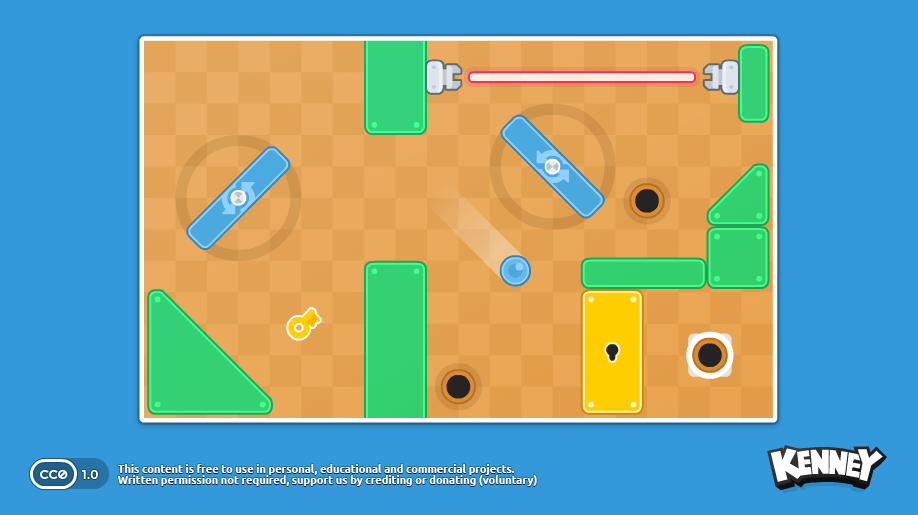 CC0 1.0
This content is free to use in personal, educational and commercial projects.
Written permission not required, support us by crediting or donating (voluntary)
KENNEY